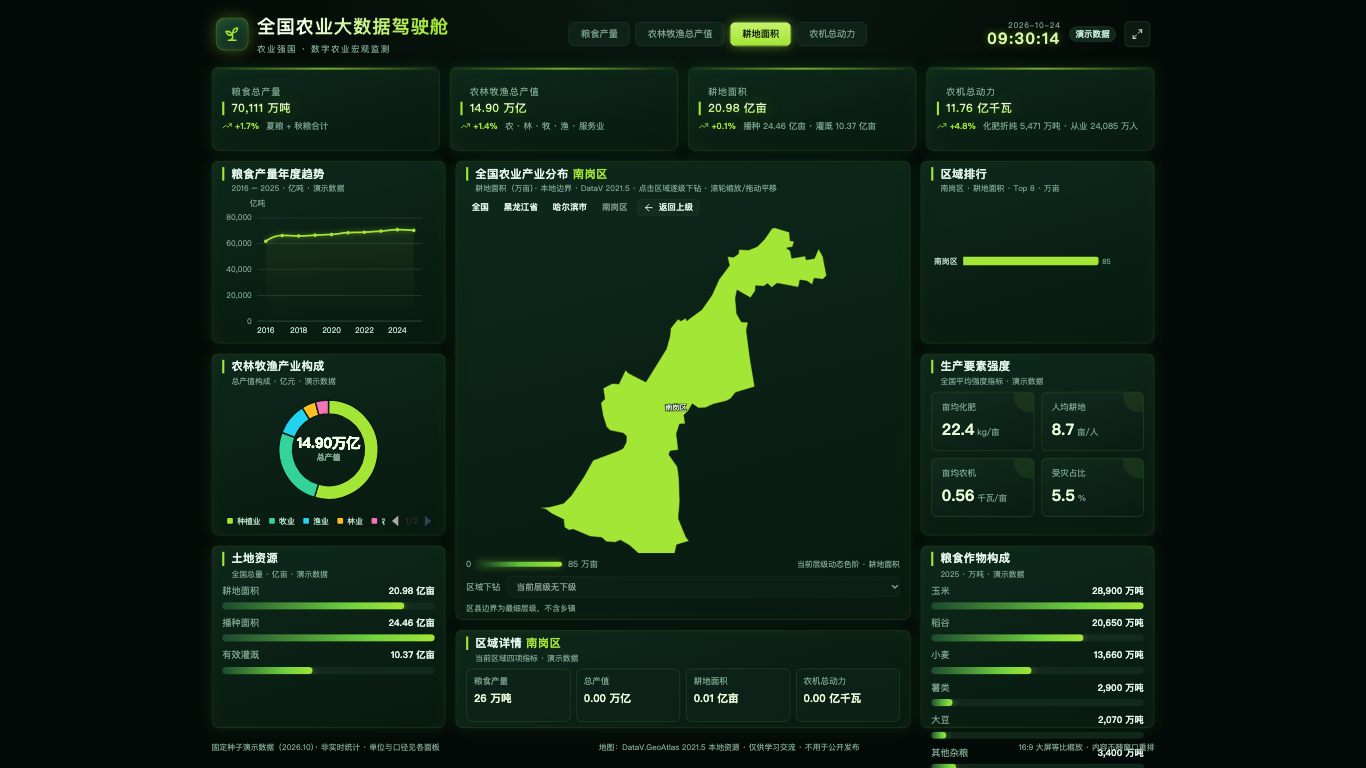 全国农业大数据驾驶舱
农业强国 · 数字农业宏观监测
粮食产量
农林牧渔总产值
耕地面积
农机总动力
2026-10-24
09:30:14
演示数据
粮食总产量
70,111 万吨
+1.7% 夏粮 + 秋粮合计
农林牧渔总产值
14.90 万亿
+1.4% 农 · 林 · 牧 · 渔 · 服务业
耕地面积
20.98 亿亩
+0.1% 播种 24.46 亿亩 · 灌溉 10.37 亿亩
农机总动力
11.76 亿千瓦
+4.8% 化肥折纯 5,471 万吨 · 从业 24,085 万人
粮食产量年度趋势
2016 — 2025 · 亿吨 · 演示数据
亿吨
80,000
60,000
40,000
20,000
0
2016 2018 2020 2022 2024
农林牧渔产业构成
总产值构成 · 亿元 · 演示数据
14.90万亿
总产值
种植业 牧业 渔业 林业
1/2
土地资源
全国总量 · 亿亩 · 演示数据
耕地面积 20.98 亿亩
播种面积 24.46 亿亩
有效灌溉 10.37 亿亩
全国农业产业分布 南岗区
耕地面积（万亩）· 本地边界 · DataV 2021.5 · 点击区域逐级下钻 · 滚轮缩放/拖动平移
全国 黑龙江省 哈尔滨市 南岗区 ← 返回上级
南岗区
0 85 万亩
当前层级动态色阶 · 耕地面积
区域下钻 当前层级无下级
区县边界为最细层级，不含乡镇
区域详情 南岗区
当前区域四项指标 · 演示数据
粮食产量
26 万吨
总产值
0.00 万亿
耕地面积
0.01 亿亩
农机总动力
0.00 亿千瓦
区域排行
南岗区 · 耕地面积 · Top 8 · 万亩
南岗区 85
生产要素强度
全国平均强度指标 · 演示数据
亩均化肥
22.4 kg/亩
人均耕地
8.7 亩/人
亩均农机
0.56 千瓦/亩
受灾占比
5.5 %
粮食作物构成
2025 · 万吨 · 演示数据
玉米 28,900 万吨
稻谷 20,650 万吨
小麦 13,660 万吨
薯类 2,900 万吨
大豆 2,070 万吨
其他杂粮 3,400 万吨
固定种子演示数据（2026.10）· 非实时统计 · 单位与口径见各面板
地图：DataV.GeoAtlas 2021.5 本地资源 · 仅供学习交流 · 不用于公开发布
16:9 大屏等比缩放 · 内容不随窗口重排